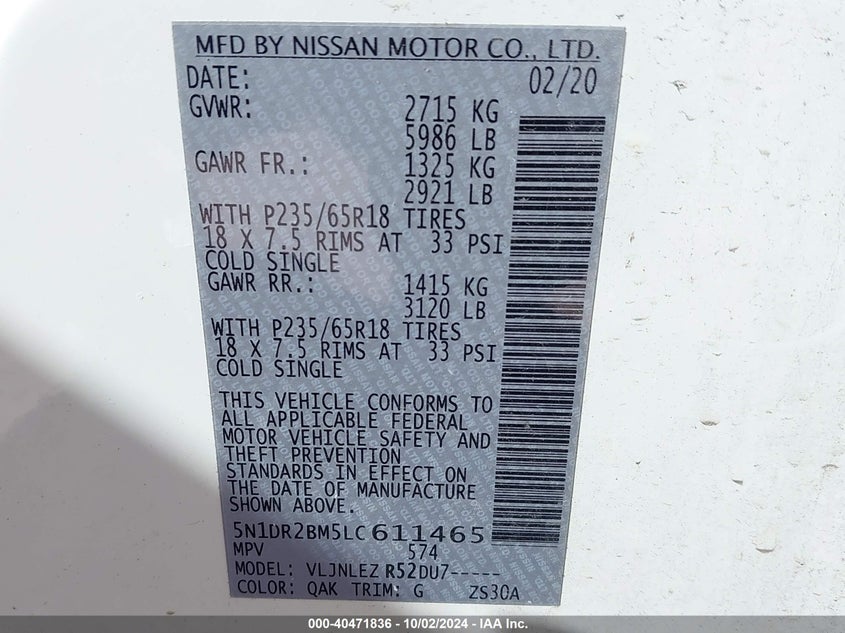 MFD BY NISSAN MOTOR CO., LTD.
DATE: 02/20
GVWR: 2715 KG
5986 LB
GAWR FR.: 1325 KG
2921 LB
WITH P235/65R18 TIRES
18 X 7.5 RIMS AT 33 PSI
COLD SINGLE
GAWR RR.: 1415 KG
3120 LB
WITH P235/65R18 TIRES
18 X 7.5 RIMS AT 33 PSI
COLD SINGLE
THIS VEHICLE CONFORMS TO
ALL APPLICABLE FEDERAL
MOTOR VEHICLE SAFETY AND
THEFT PREVENTION
STANDARDS IN EFFECT ON
THE DATE OF MANUFACTURE
SHOWN ABOVE.
5N1DR2BM5LC611465
MPV 574
MODEL: VLJNLEZ R52DU7-----
COLOR: QAK TRIM: G ZS30A
000-40471836 - 10/02/2024 - IAA Inc.